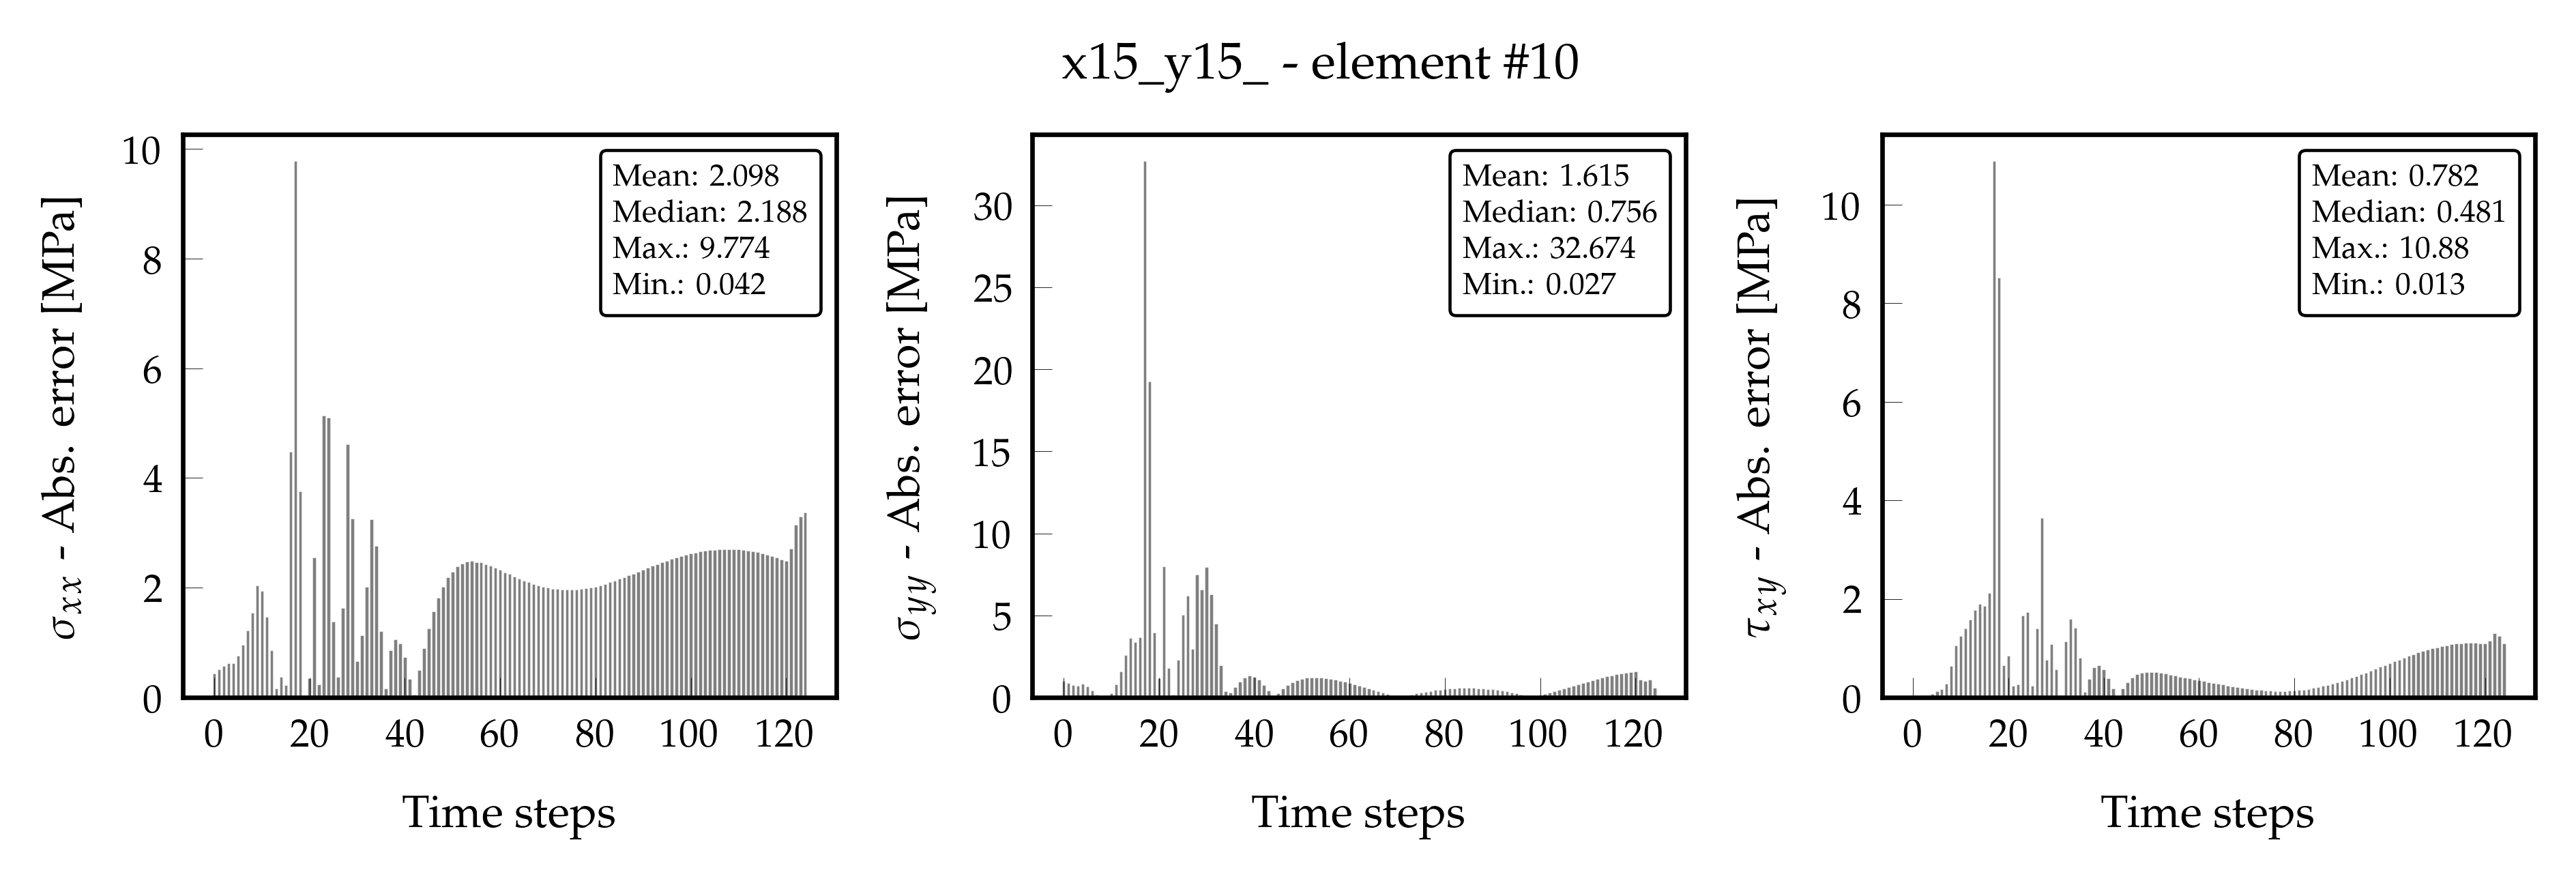 x15_y15_ - element #10
σxx - Abs. error [MPa]
10
8
6
4
2
0
Mean: 2.098
Median: 2.188
Max.: 9.774
Min.: 0.042
0 20 40 60 80 100 120
Time steps
σyy - Abs. error [MPa]
30
25
20
15
10
5
0
Mean: 1.615
Median: 0.756
Max.: 32.674
Min.: 0.027
0 20 40 60 80 100 120
Time steps
τxy - Abs. error [MPa]
10
8
6
4
2
0
Mean: 0.782
Median: 0.481
Max.: 10.88
Min.: 0.013
0 20 40 60 80 100 120
Time steps